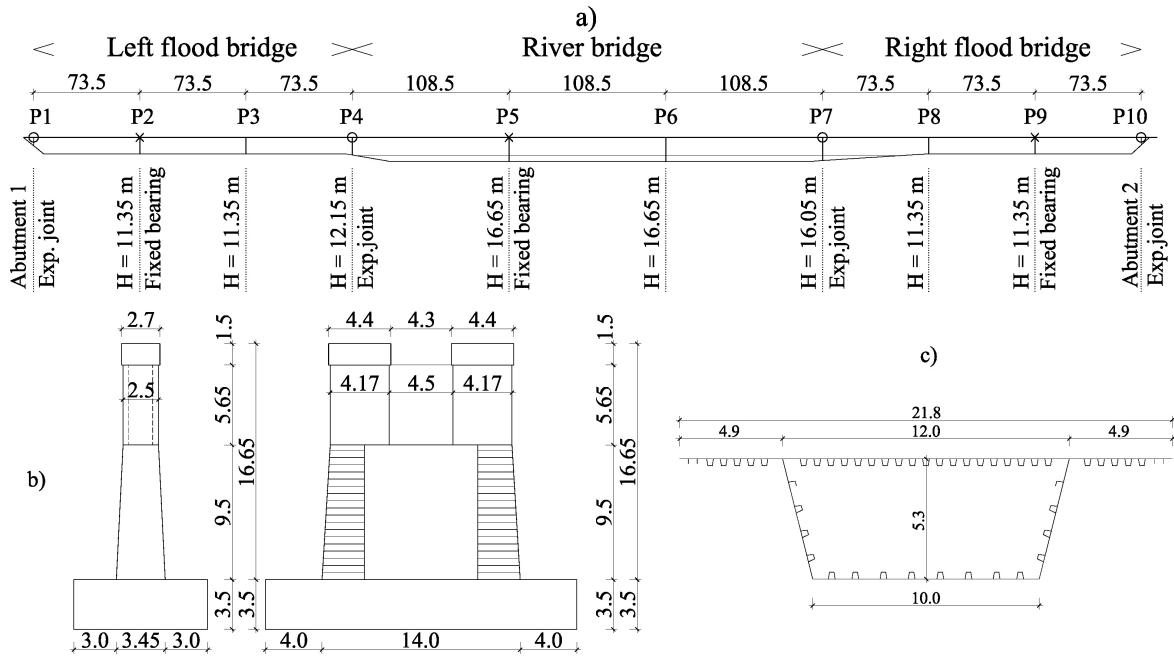 a)
Left flood bridge
River bridge
Right flood bridge
73.5 73.5 73.5 108.5 108.5 108.5 73.5 73.5 73.5
P1 P2 P3 P4 P5 P6 P7 P8 P9 P10
Abutment 1
Exp. joint
H = 11.35 m
Fixed bearing
H = 11.35 m
H = 12.15 m
Exp.joint
H = 16.65 m
Fixed bearing
H = 16.65 m
H = 16.05 m
Exp.joint
H = 11.35 m
H = 11.35 m
Fixed bearing
Abutment 2
Exp.joint
b)
2.7
2.5
1.5
5.65
9.5
3.5
16.65
3.5
3.0 3.45 3.0
4.4 4.3 4.4
4.17 4.5 4.17
1.5
5.65
9.5
3.5
16.65
3.5
4.0 14.0 4.0
c)
21.8
4.9 12.0 4.9
5.3
10.0